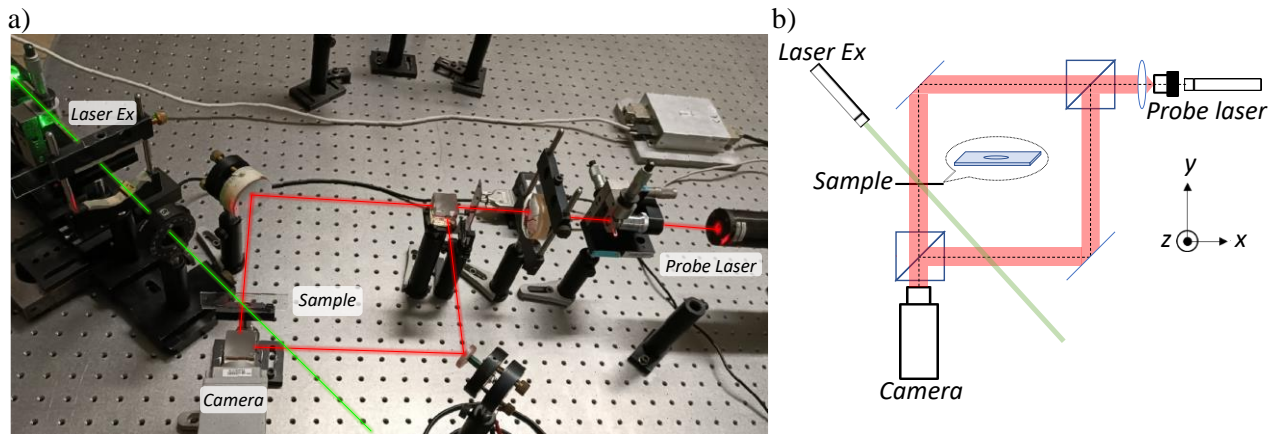 a)
Laser Ex
Sample
Probe Laser
Camera
b)
Laser Ex
Probe laser
Sample
y
z
x
Camera